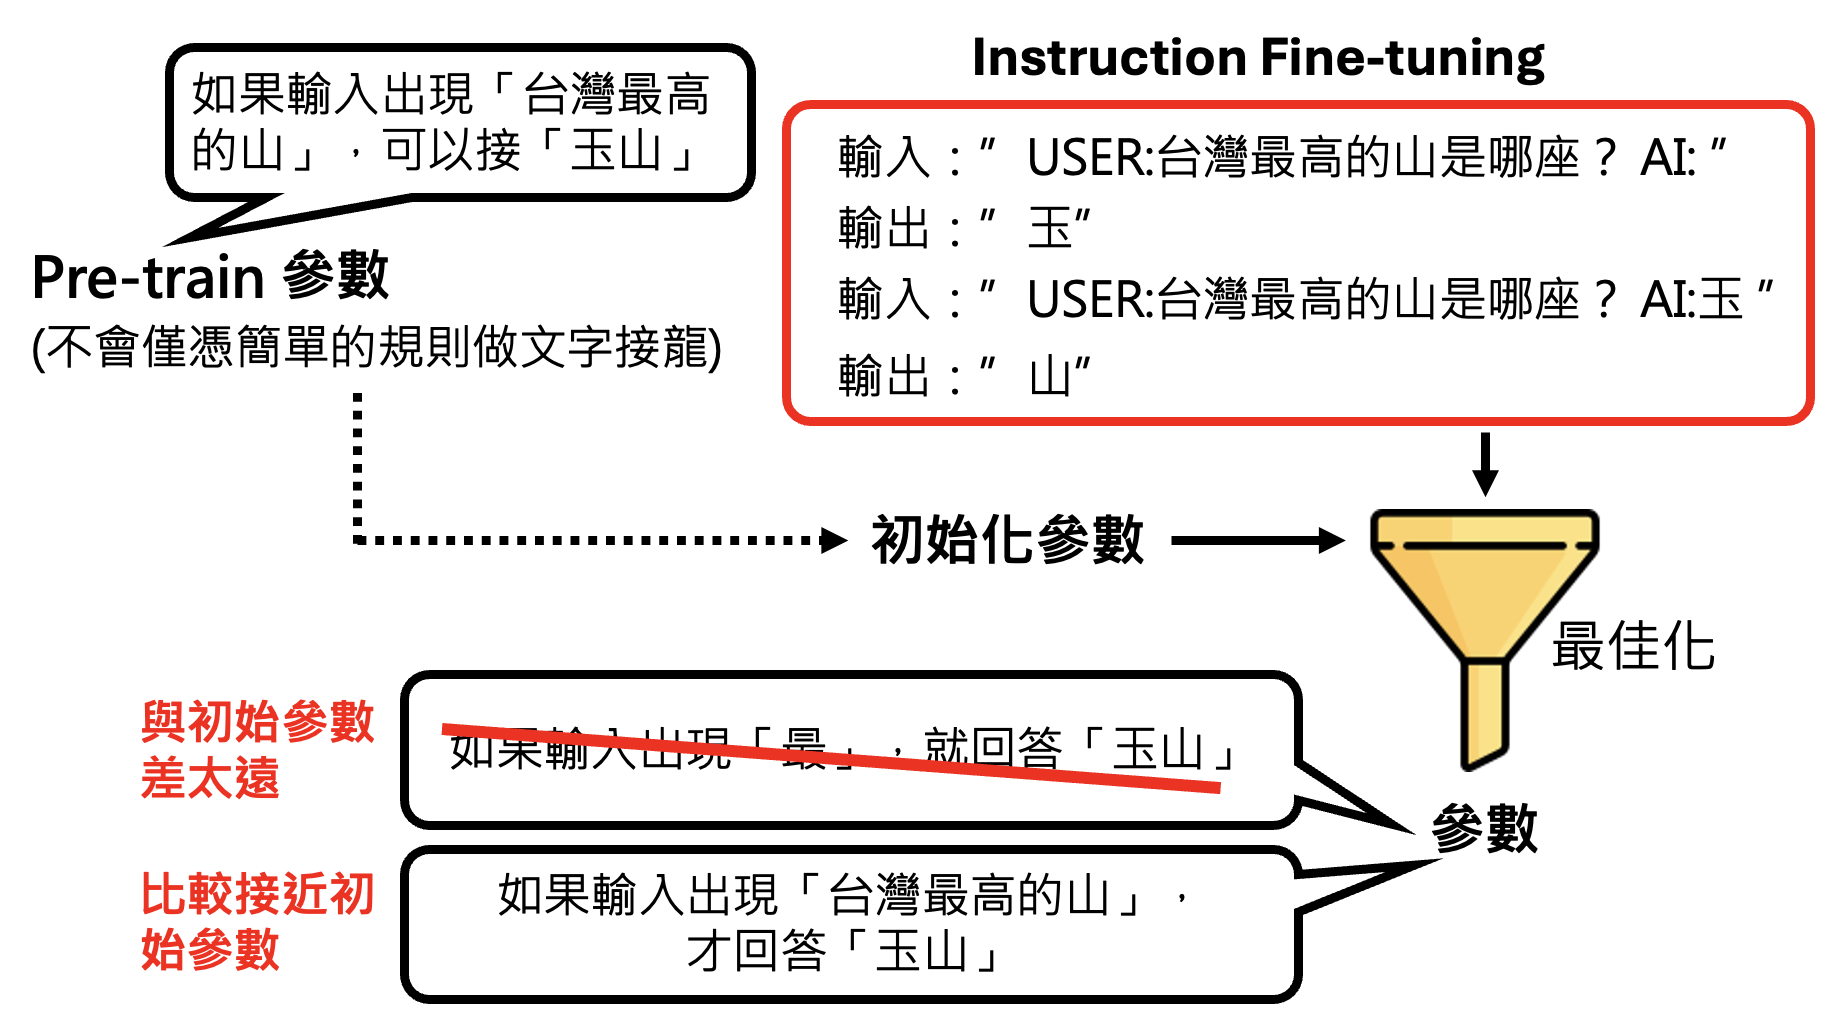 如果輸入出現「台灣最高
的山」，可以接「玉山」
Pre-train 參數
(不會僅憑簡單的規則做文字接龍)
Instruction Fine-tuning
輸入：” USER:台灣最高的山是哪座？ AI: ”
輸出：” 玉”
輸入：” USER:台灣最高的山是哪座？ AI:玉 ”
輸出：” 山”
初始化參數
最佳化
與初始參數
差太遠
如果輸入出現「最」，就回答「玉山」
參數
比較接近初
始參數
如果輸入出現「台灣最高的山」，
才回答「玉山」